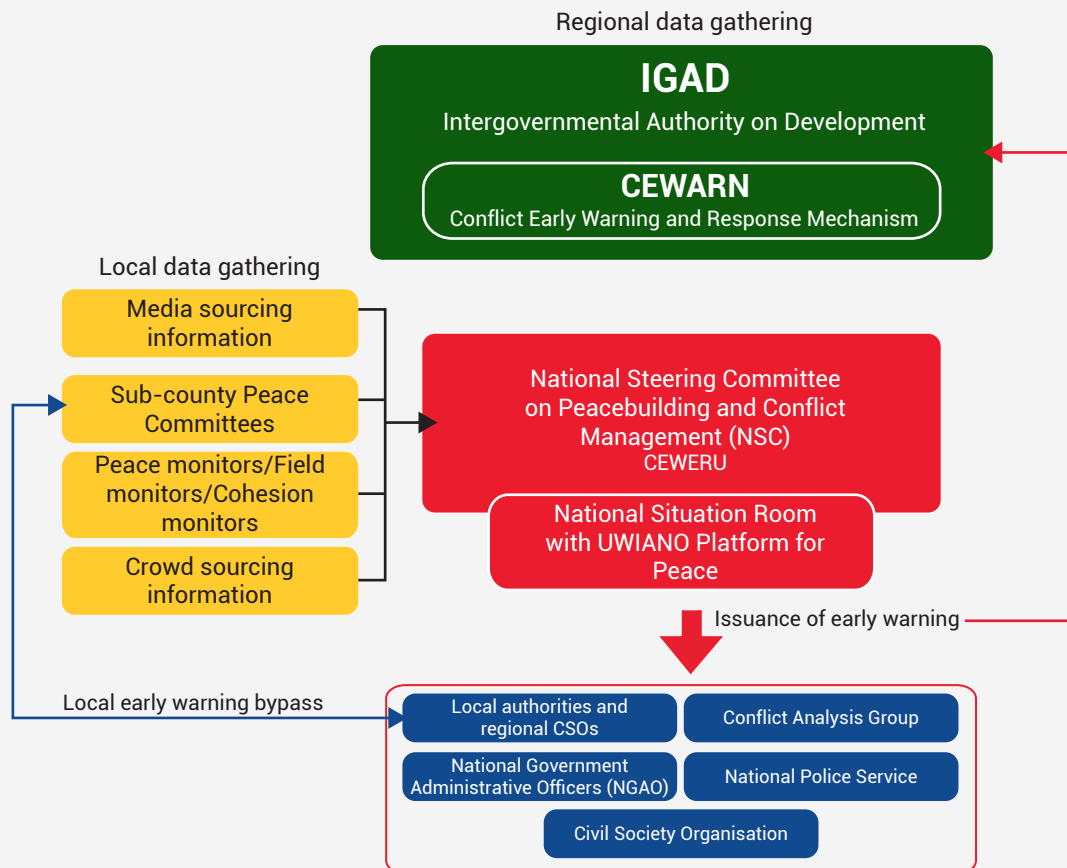 Regional data gathering
IGAD
Intergovernmental Authority on Development
CEWARN
Conflict Early Warning and Response Mechanism
Local data gathering
Media sourcing
information
Sub-county Peace
Committees
Peace monitors/Field
monitors/Cohesion
monitors
Crowd sourcing
information
National Steering Committee
on Peacebuilding and Conflict
Management (NSC)
CEWERU
National Situation Room
with UWIANO Platform for
Peace
Issuance of early warning
Local early warning bypass
Local authorities and
regional CSOs
Conflict Analysis Group
National Government
Administrative Officers (NGAO)
National Police Service
Civil Society Organisation